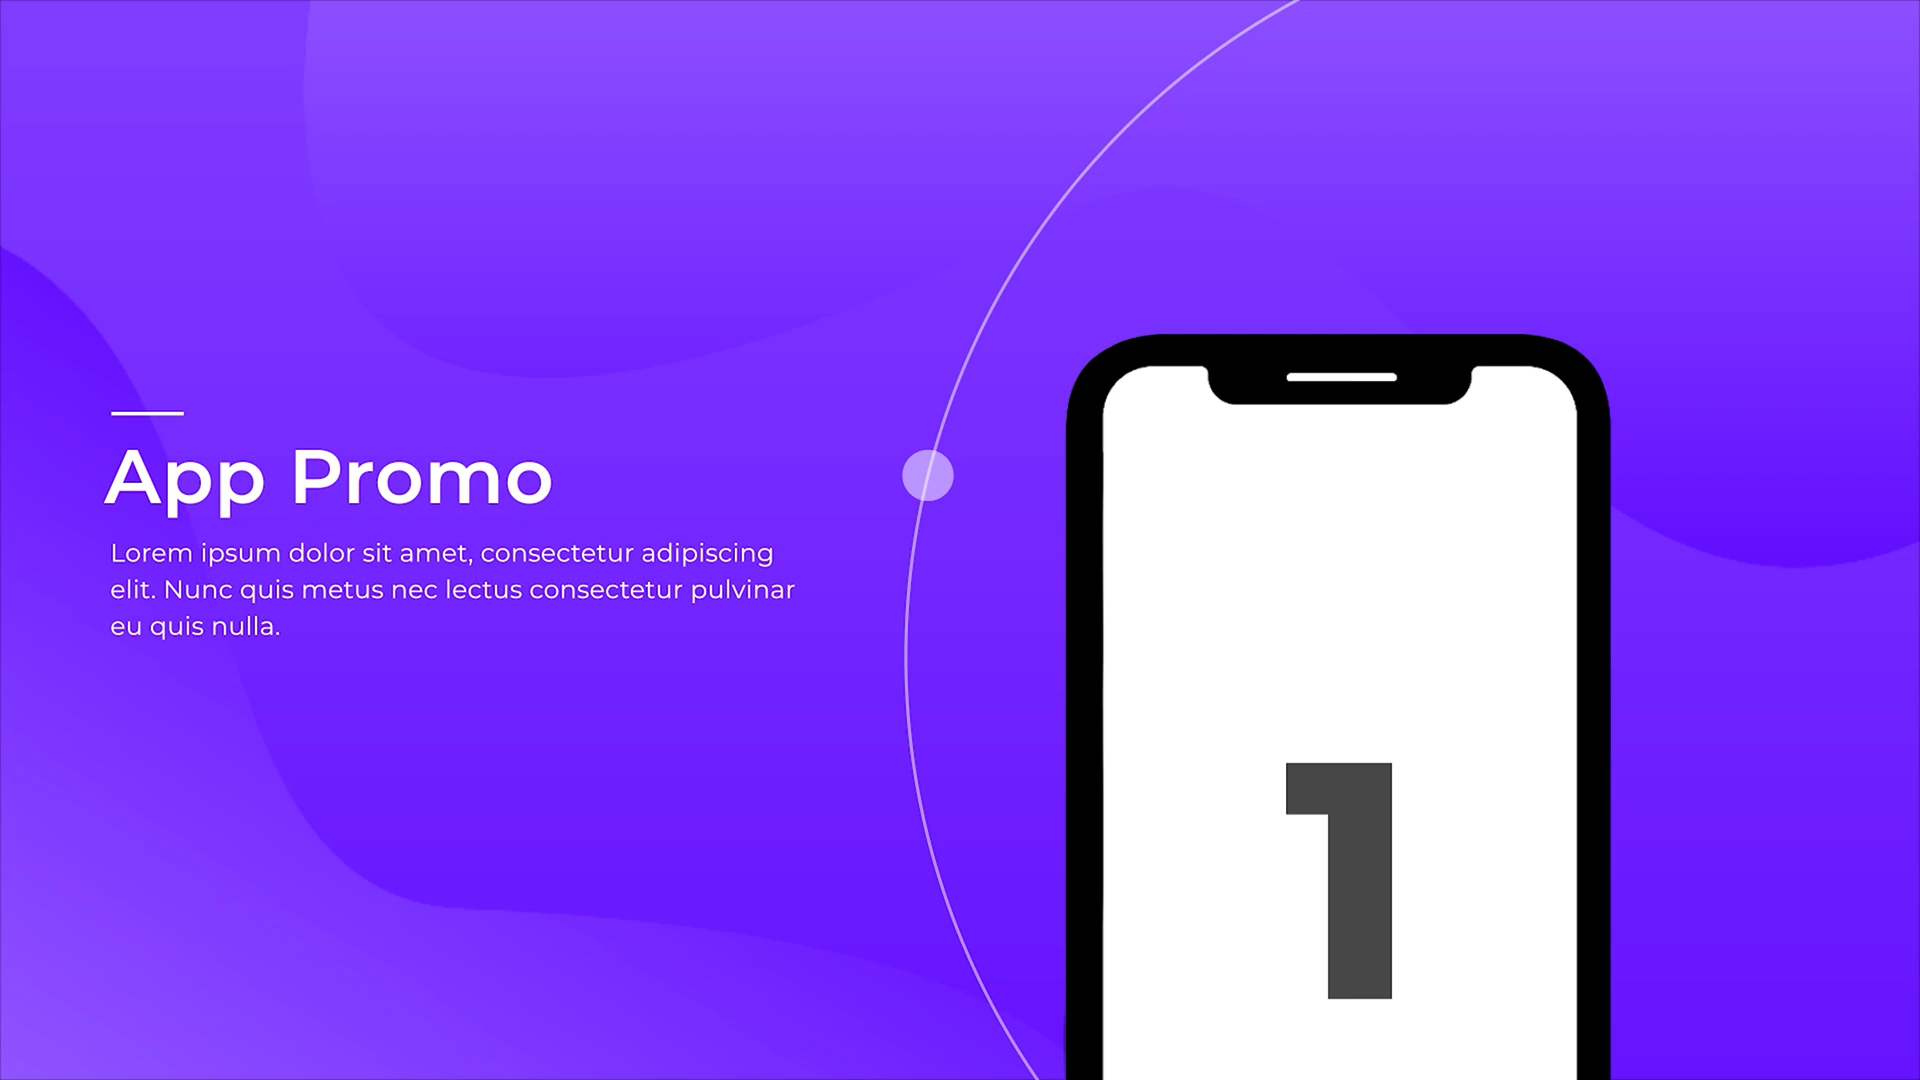 App Promo
Lorem ipsum dolor sit amet, consectetur adipiscing
elit. Nunc quis metus nec lectus consectetur pulvinar
eu quis nulla.
1